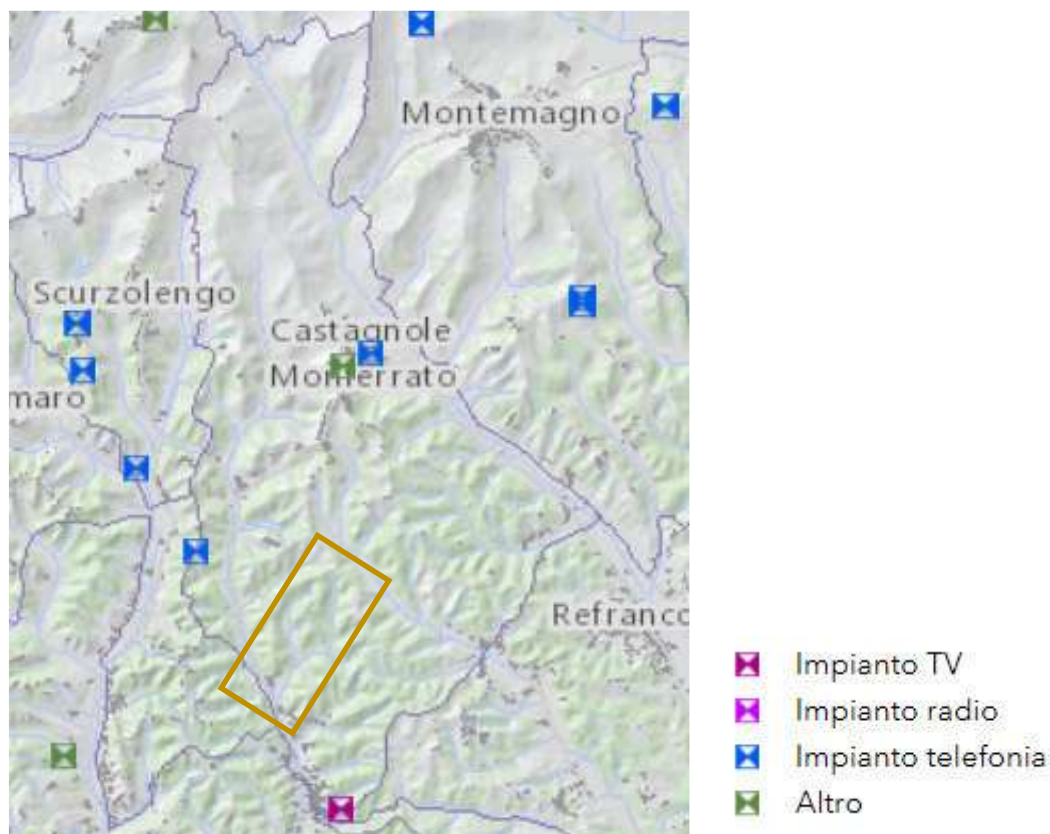 Montemagno
Scurzolengo
Castagnole
Monferrato
maro
Refranco
Impianto TV
Impianto radio
Impianto telefonia
Altro